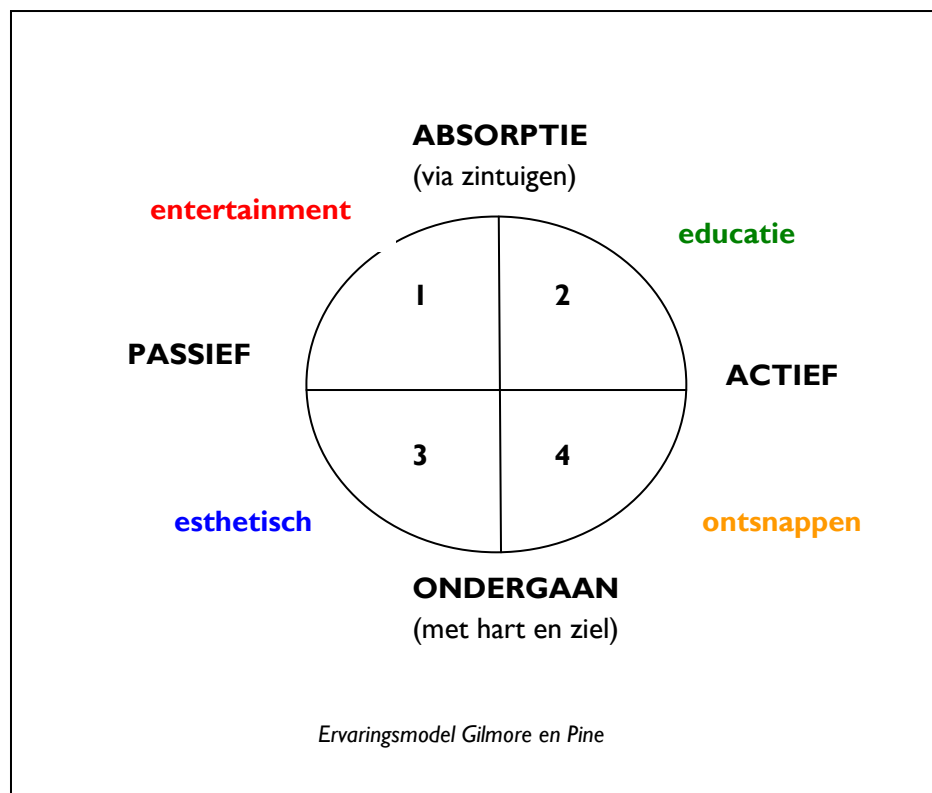 ABSORPTIE
(via zintuigen)
entertainment
educatie
1
2
PASSIEF
ACTIEF
3
4
esthetisch
ontsnappen
ONDERGAAN
(met hart en ziel)
Ervaringsmodel Gilmore en Pine